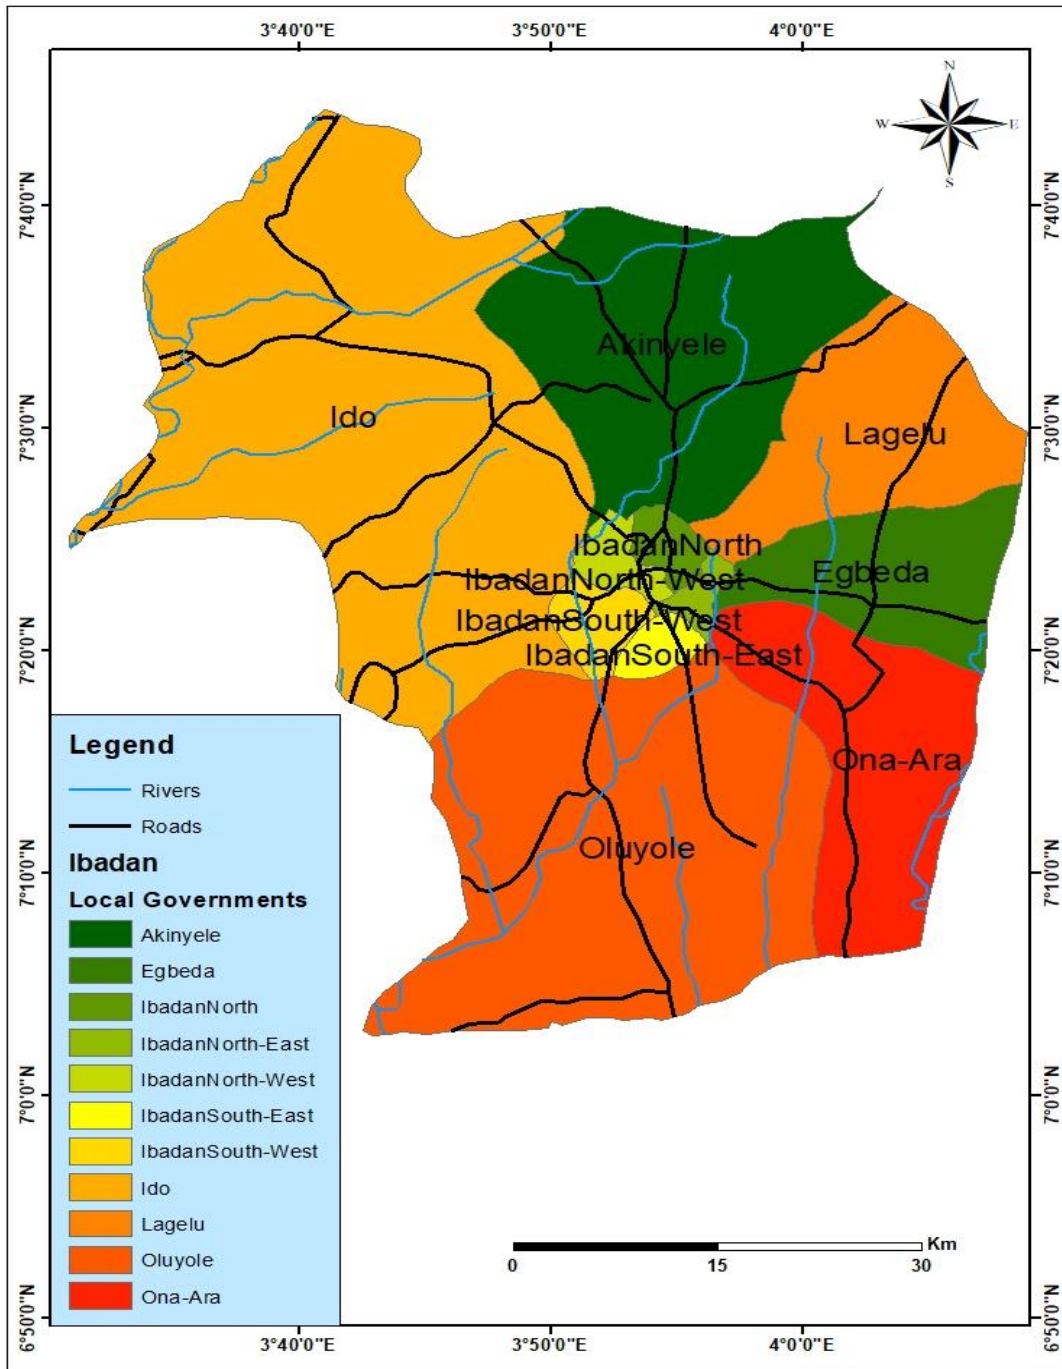 3°40'0"E 3°50'0"E 4°0'0"E
N
W E
S
7°40'0"N 7°40'0"N
Akinyele
Ido
7°30'0"N Lagelu 7°30'0"N
IbadanNorth
Egbeda
IbadanNorth-West
IbadanSouth-West
7°20'0"N IbadanSouth-East 7°20'0"N
Ona-Ara
Oluyole
7°10'0"N 7°10'0"N
Legend
Rivers
Roads
Ibadan
Local Governments
Akinyele
Egbeda
IbadanNorth
IbadanNorth-East
IbadanNorth-West
IbadanSouth-East
IbadanSouth-West
Ido
Lagelu
Oluyole
Ona-Ara
7°0'0"N 7°0'0"N
Km
0 15 30
6°50'0"N 6°50'0"N
3°40'0"E 3°50'0"E 4°0'0"E